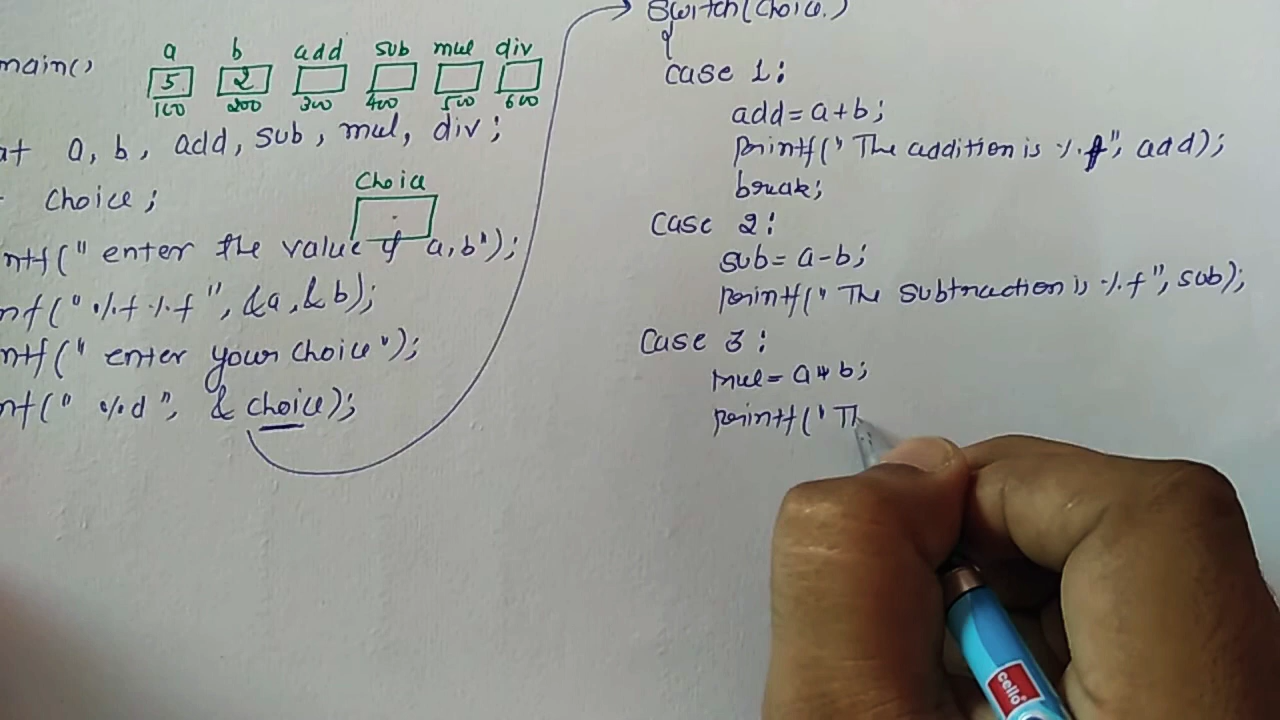 main()
a b add sub mul div
5 2
100 200 300 400 500 600
at a, b, add, sub, mul, div;
choice;
Choice
ntf(" enter the value of a,b");
nf(" %f %f ", &a, &b);
ntf(" enter your choice");
nf(" %d ", & choice);
switch(choice)
{
case 1:
add = a+b;
printf(" The addition is %f", add);
break;
Case 2:
sub = a-b;
printf(" The subtraction is %f", sub);
Case 3:
mul = a*b;
printf(" Th
cello